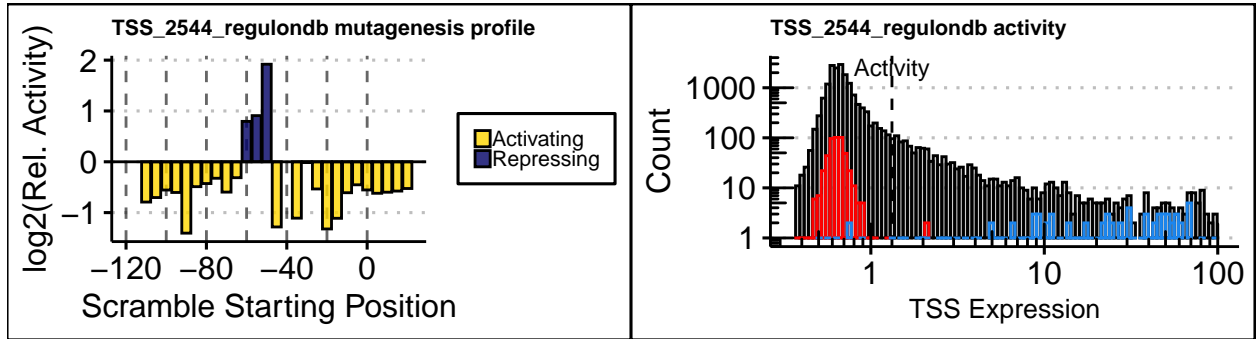 TSS_2544_regulondb mutagenesis profile
log2(Rel. Activity)
2
1
0
−1
−120
−80
−40
0
Scramble Starting Position
Activating
Repressing
TSS_2544_regulondb activity
Activity
Count
1000
100
10
1
1
10
100
TSS Expression